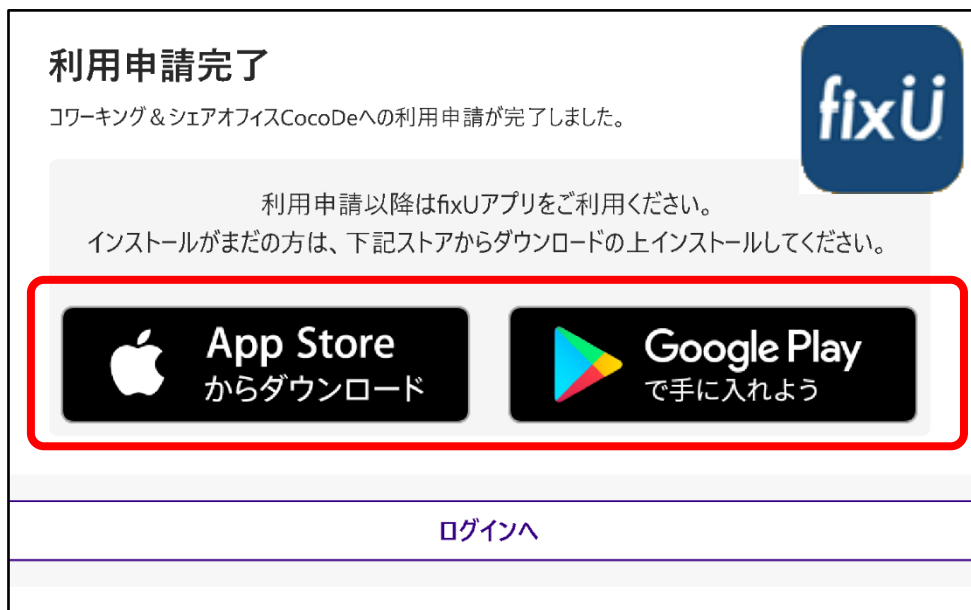 利用申請完了
fixU
コワーキング＆シェアオフィスCocoDeへの利用申請が完了しました。
利用申請以降はfixUアプリをご利用ください。
インストールがまだの方は、下記ストアからダウンロードの上インストールしてください。
App Store
からダウンロード
Google Play
で手に入れよう
ログインへ